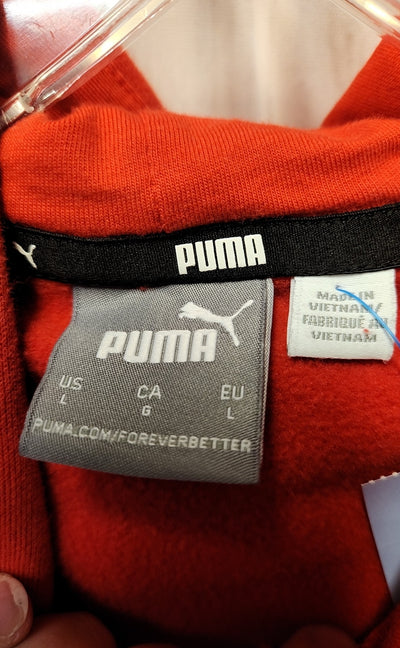 PUMA
PUMA
US CA EU
L G L
PUMA.COM/FOREVERBETTER
MADE IN
VIETNAM/
FABRIQUÉ AU
VIETNAM